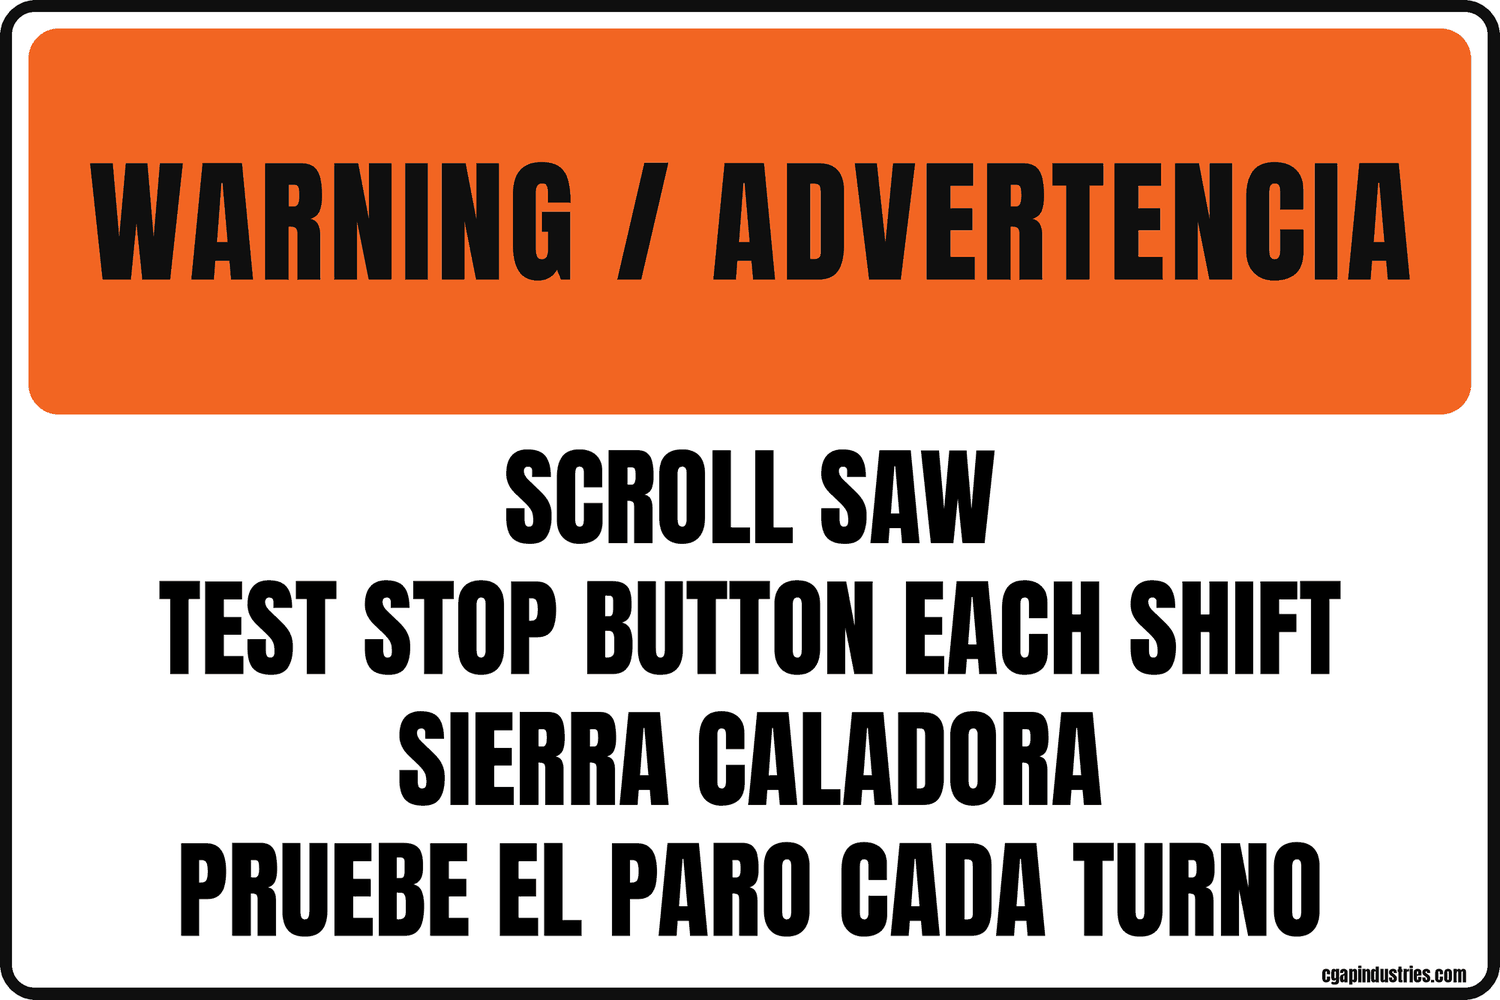 WARNING / ADVERTENCIA
SCROLL SAW
TEST STOP BUTTON EACH SHIFT
SIERRA CALADORA
PRUEBE EL PARO CADA TURNO
cgapindustries.com